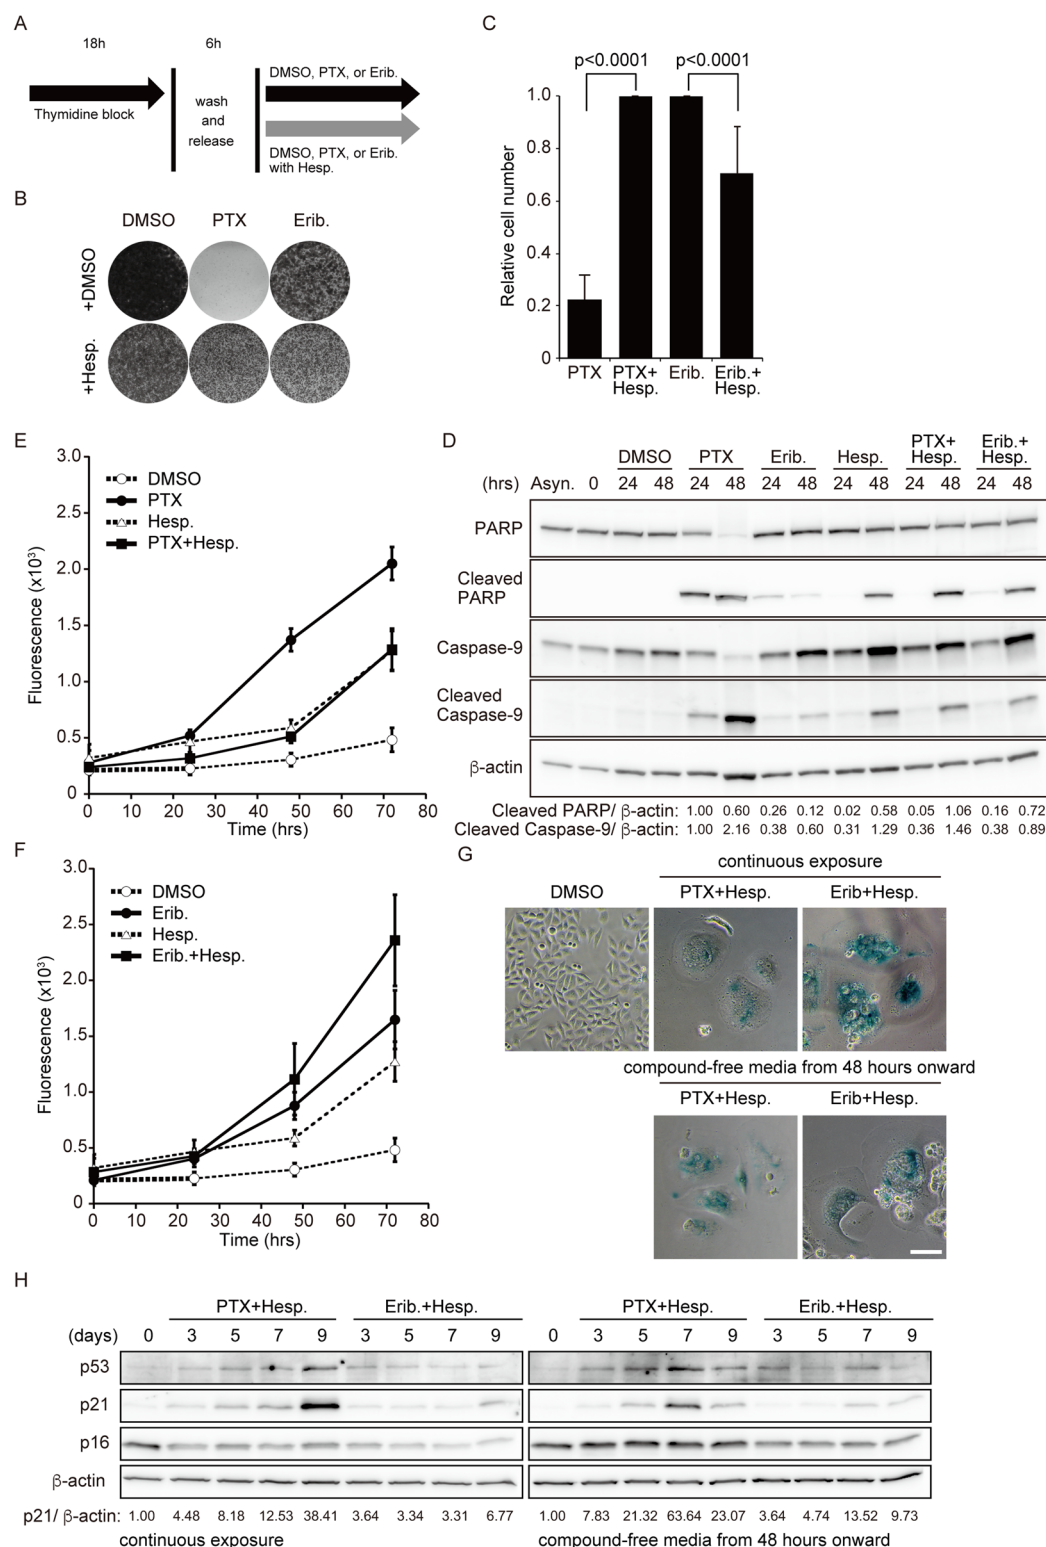 A
18h
6h
Thymidine block
wash
and
release
DMSO, PTX, or Erib.
DMSO, PTX, or Erib.
with Hesp.
B
DMSO PTX Erib.
+DMSO
+Hesp.
C
p<0.0001 p<0.0001
Relative cell number
1.0
0.8
0.6
0.4
0.2
0
PTX PTX+ Erib. Erib.+
Hesp. Hesp.
E
Fluorescence (x10³)
3.0
2.5
2.0
1.5
1.0
0.5
0
DMSO
PTX
Hesp.
PTX+Hesp.
0 10 20 30 40 50 60 70 80
Time (hrs)
D
DMSO PTX Erib. Hesp. PTX+ Erib.+
Hesp. Hesp.
(hrs) Asyn. 0 24 48 24 48 24 48 24 48 24 48 24 48
PARP
Cleaved
PARP
Caspase-9
Cleaved
Caspase-9
β-actin
Cleaved PARP/ β-actin: 1.00 0.60 0.26 0.12 0.02 0.58 0.05 1.06 0.16 0.72
Cleaved Caspase-9/ β-actin: 1.00 2.16 0.38 0.60 0.31 1.29 0.36 1.46 0.38 0.89
F
Fluorescence (x10³)
3.0
2.5
2.0
1.5
1.0
0.5
0
DMSO
Erib.
Hesp.
Erib.+Hesp.
0 10 20 30 40 50 60 70 80
Time (hrs)
G
continuous exposure
DMSO PTX+Hesp. Erib+Hesp.
compound-free media from 48 hours onward
PTX+Hesp. Erib+Hesp.
H
PTX+Hesp. Erib.+Hesp. PTX+Hesp. Erib.+Hesp.
(days) 0 3 5 7 9 3 5 7 9 0 3 5 7 9 3 5 7 9
p53
p21
p16
β-actin
p21/ β-actin: 1.00 4.48 8.18 12.53 38.41 3.64 3.34 3.31 6.77 1.00 7.83 21.32 63.64 23.07 3.64 4.74 13.52 9.73
continuous exposure compound-free media from 48 hours onward